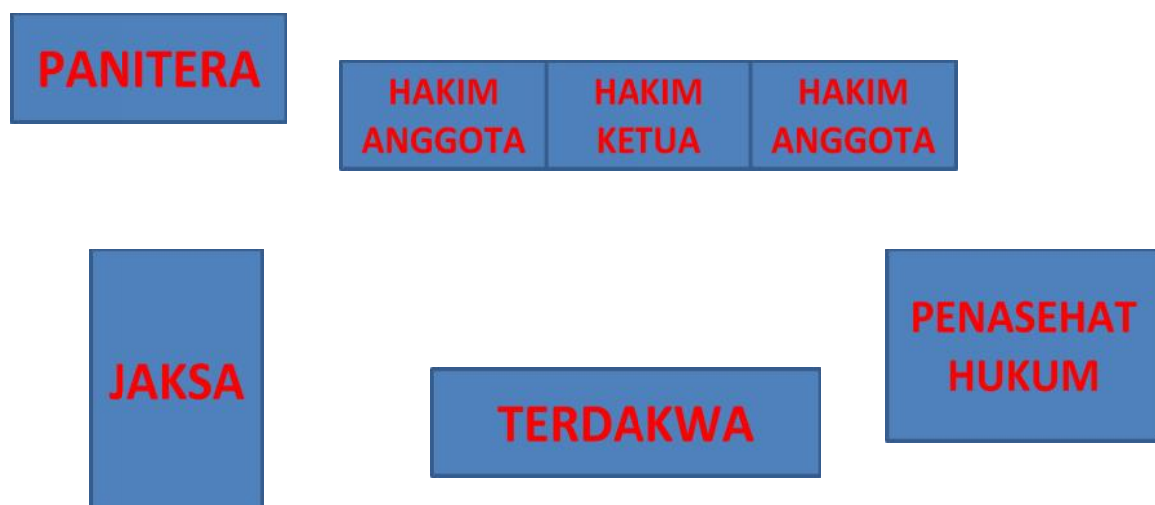 PANITERA
HAKIM
ANGGOTA
HAKIM
KETUA
HAKIM
ANGGOTA
JAKSA
TERDAKWA
PENASEHAT
HUKUM